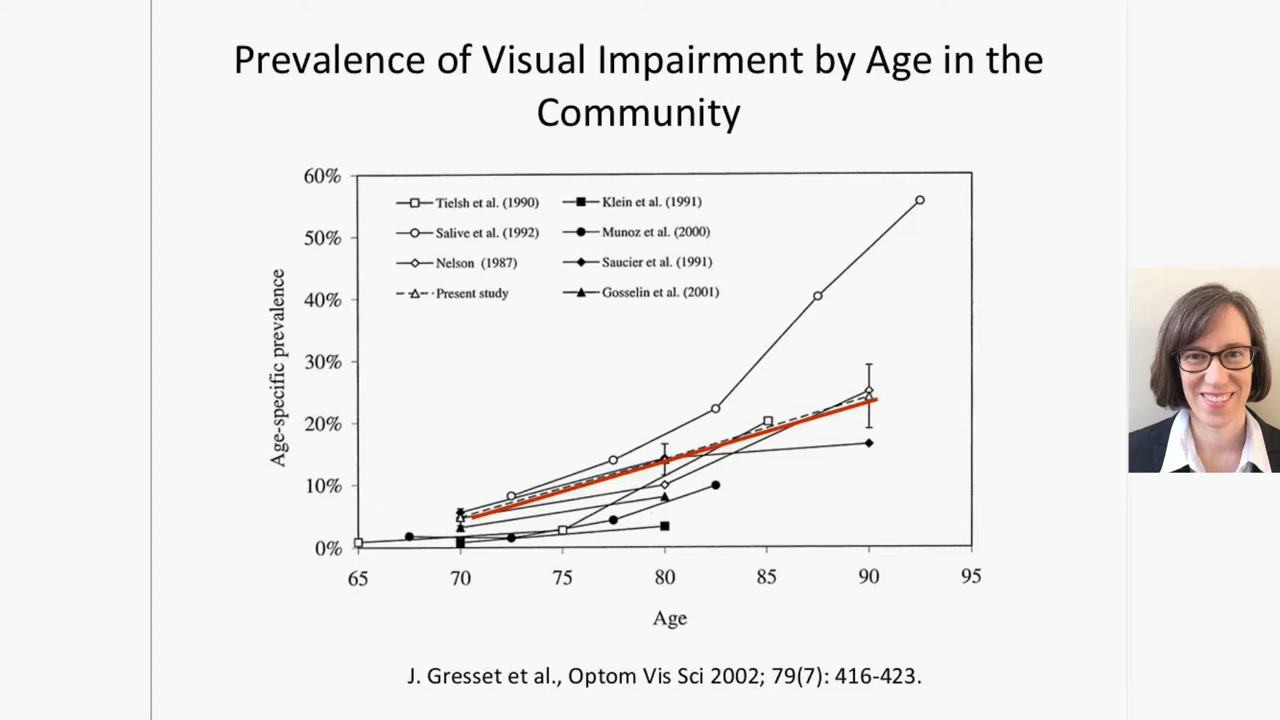 Prevalence of Visual Impairment by Age in the
Community
60%
50%
40%
30%
20%
10%
0%
Age-specific prevalence
Tielsh et al. (1990)
Klein et al. (1991)
Salive et al. (1992)
Munoz et al. (2000)
Nelson (1987)
Saucier et al. (1991)
Present study
Gosselin et al. (2001)
65 70 75 80 85 90 95
Age
J. Gresset et al., Optom Vis Sci 2002; 79(7): 416-423.